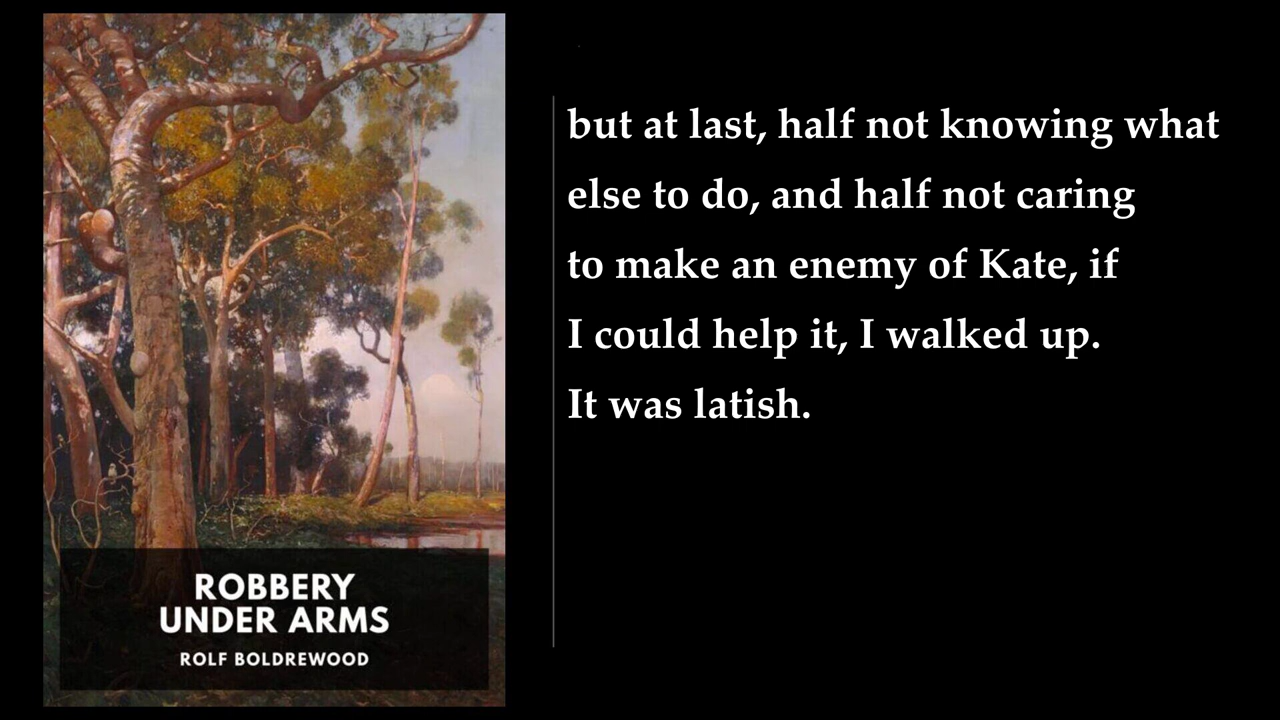 but at last, half not knowing what
else to do, and half not caring
to make an enemy of Kate, if
I could help it, I walked up.
It was latish.
ROBBERY
UNDER ARMS
ROLF BOLDREWOOD